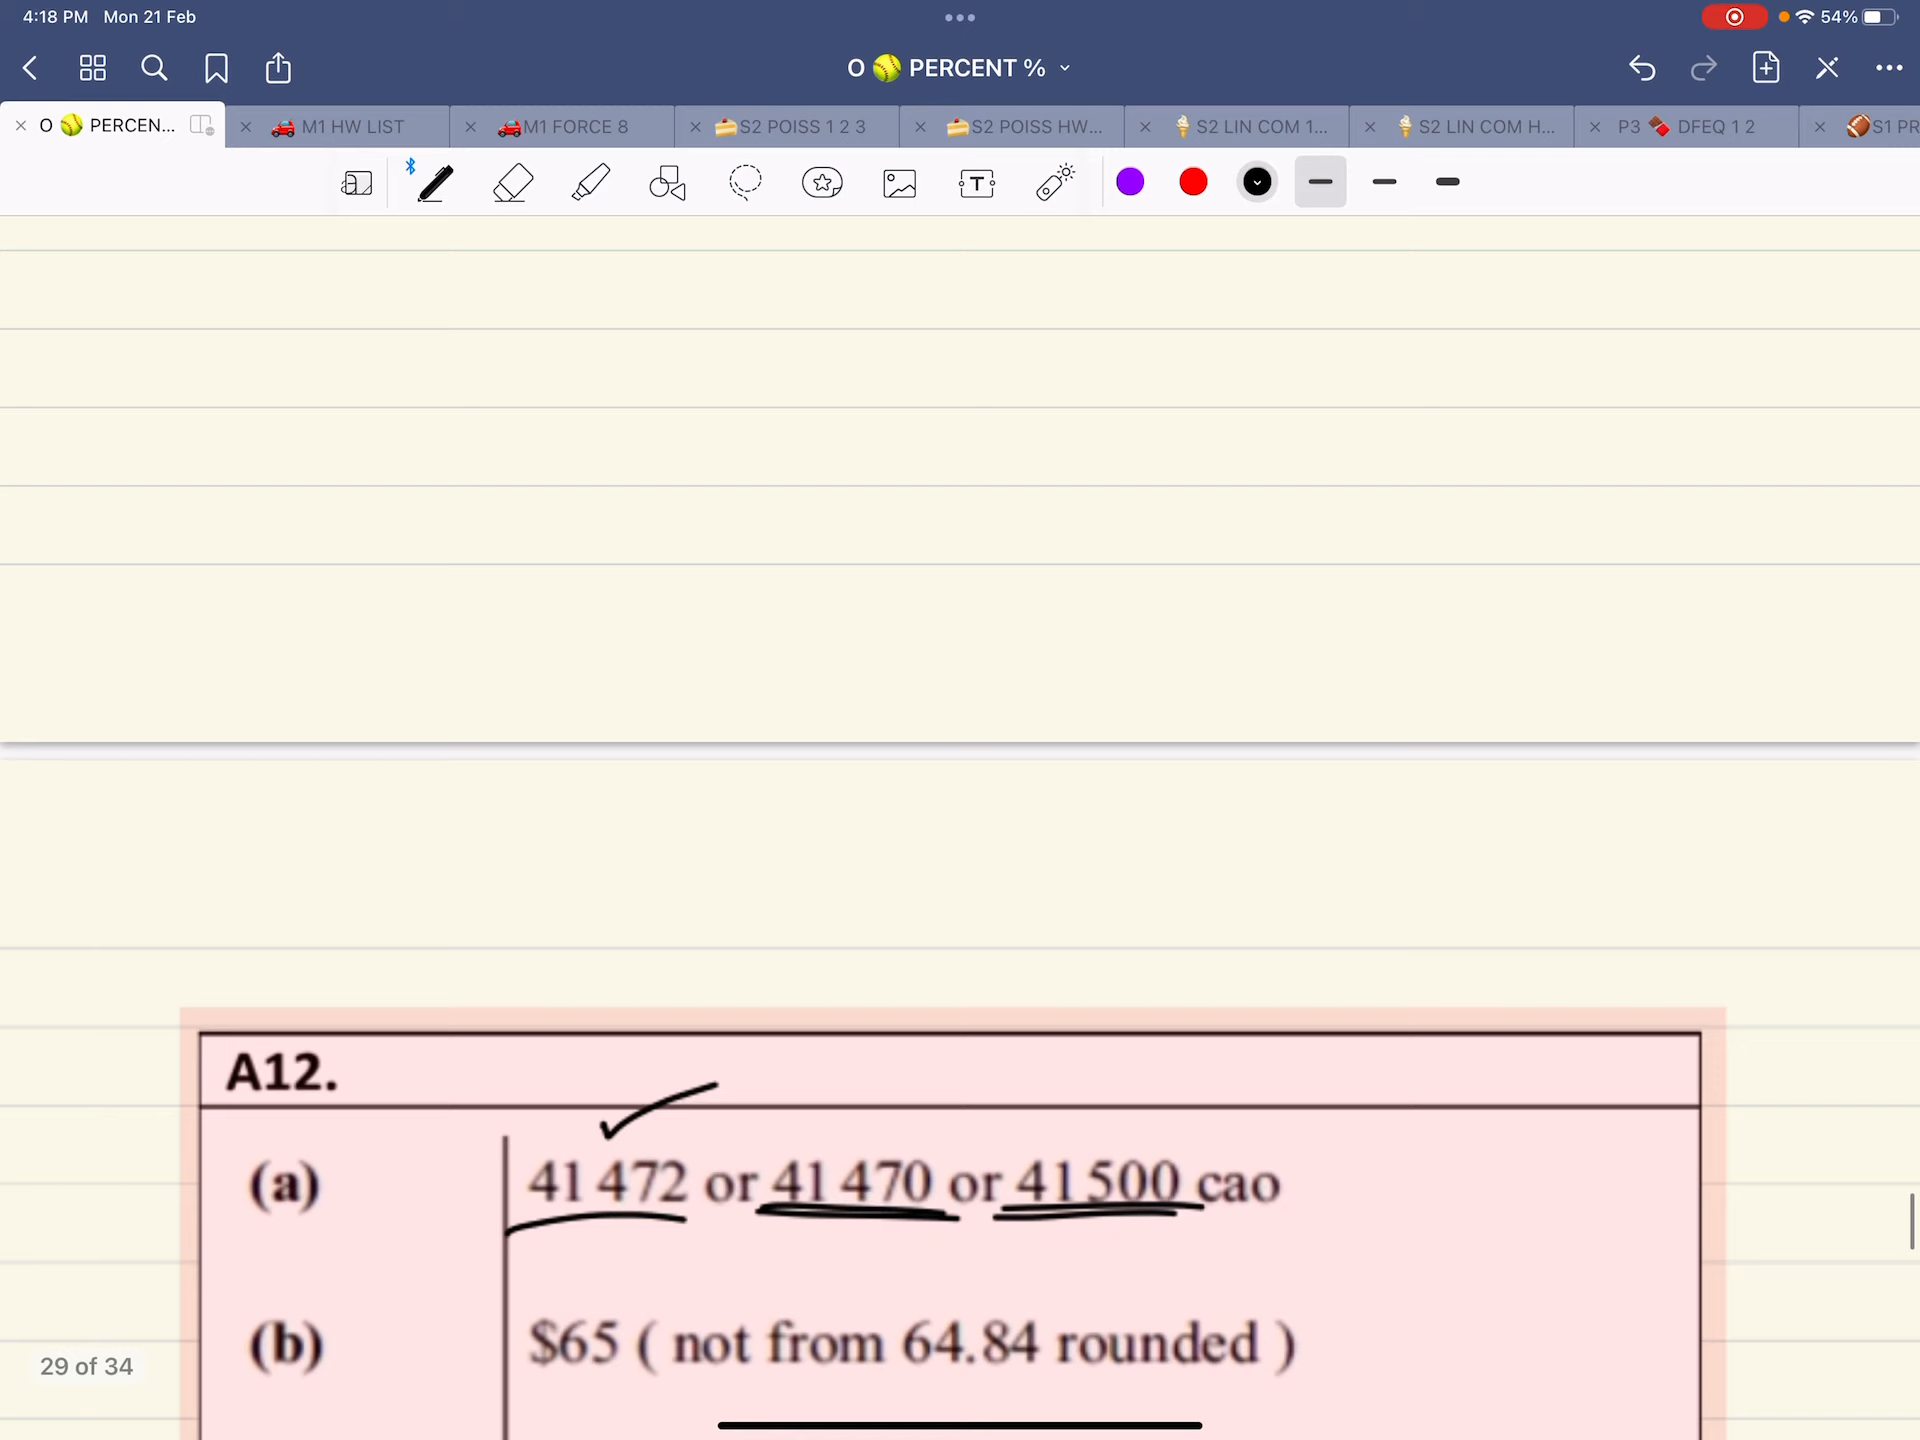 4:18 PM Mon 21 Feb
54%
O 🥎 PERCENT %
O 🥎 PERCEN...
🚗 M1 HW LIST
🚗M1 FORCE 8
🍰S2 POISS 1 2 3
🍰S2 POISS HW...
🍦 S2 LIN COM 1...
🍦 S2 LIN COM H...
P3 🍫 DFEQ 1 2
🏈S1 PR
T
A12.
(a) 41 472 or 41 470 or 41 500 cao
(b) $65 ( not from 64.84 rounded )
29 of 34